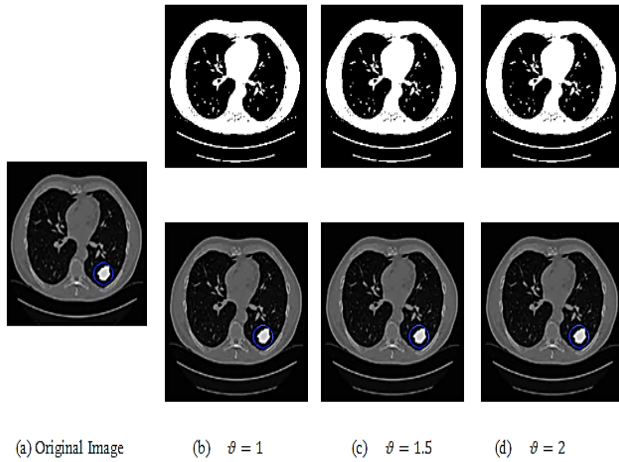 (a) Original Image (b) 𝜗 = 1 (c) 𝜗 = 1.5 (d) 𝜗 = 2